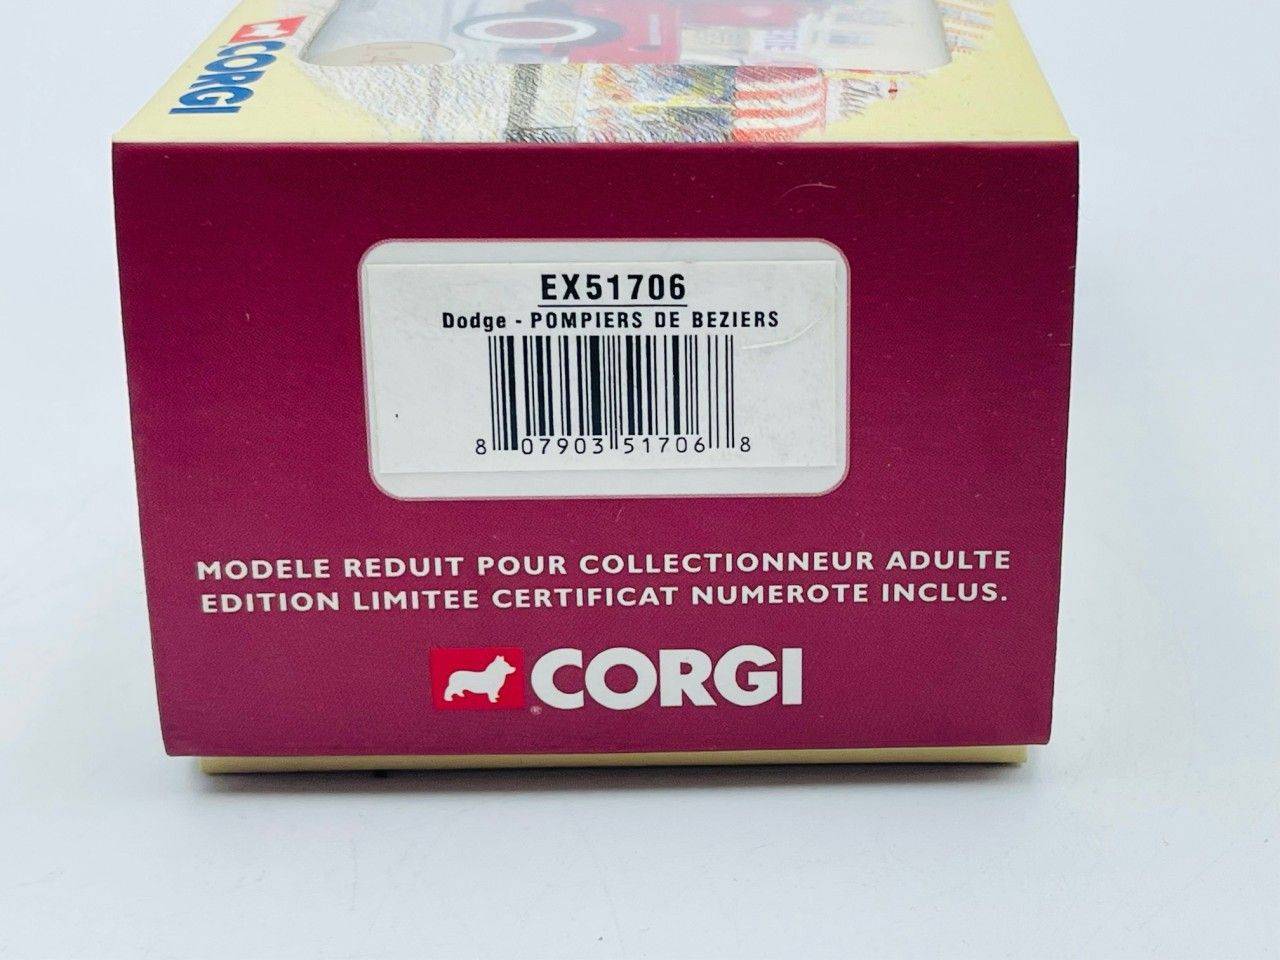 CORGI
EX51706
Dodge - POMPIERS DE BEZIERS
8 07903 51706 8
MODELE REDUIT POUR COLLECTIONNEUR ADULTE
EDITION LIMITEE CERTIFICAT NUMEROTE INCLUS.
CORGI